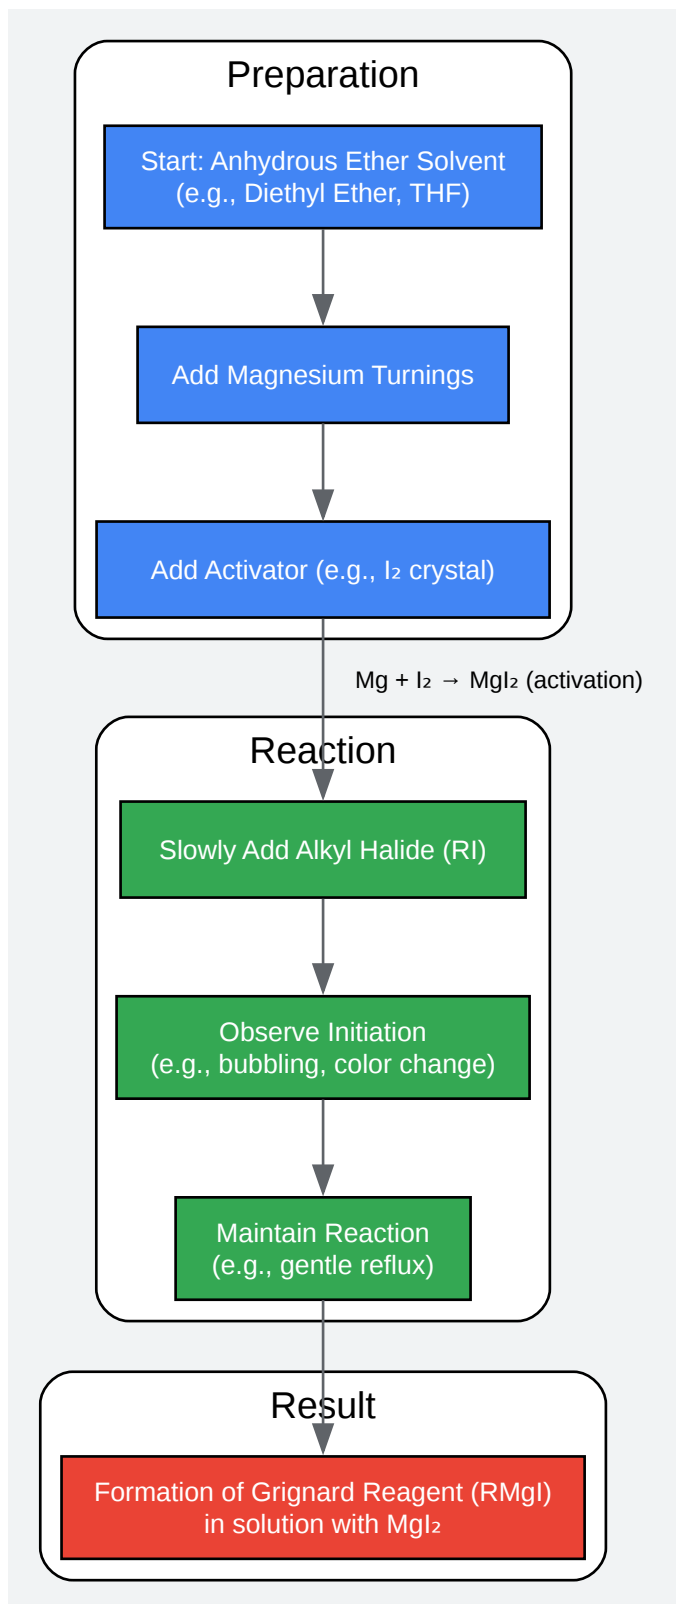 Preparation
Start: Anhydrous Ether Solvent
(e.g., Diethyl Ether, THF)
Add Magnesium Turnings
Add Activator (e.g., I₂ crystal)
Mg + I₂ → MgI₂ (activation)
Reaction
Slowly Add Alkyl Halide (RI)
Observe Initiation
(e.g., bubbling, color change)
Maintain Reaction
(e.g., gentle reflux)
Result
Formation of Grignard Reagent (RMgI)
in solution with MgI₂